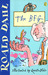 ROALD DAHL
The BFG
illustrated by Quentin Blake